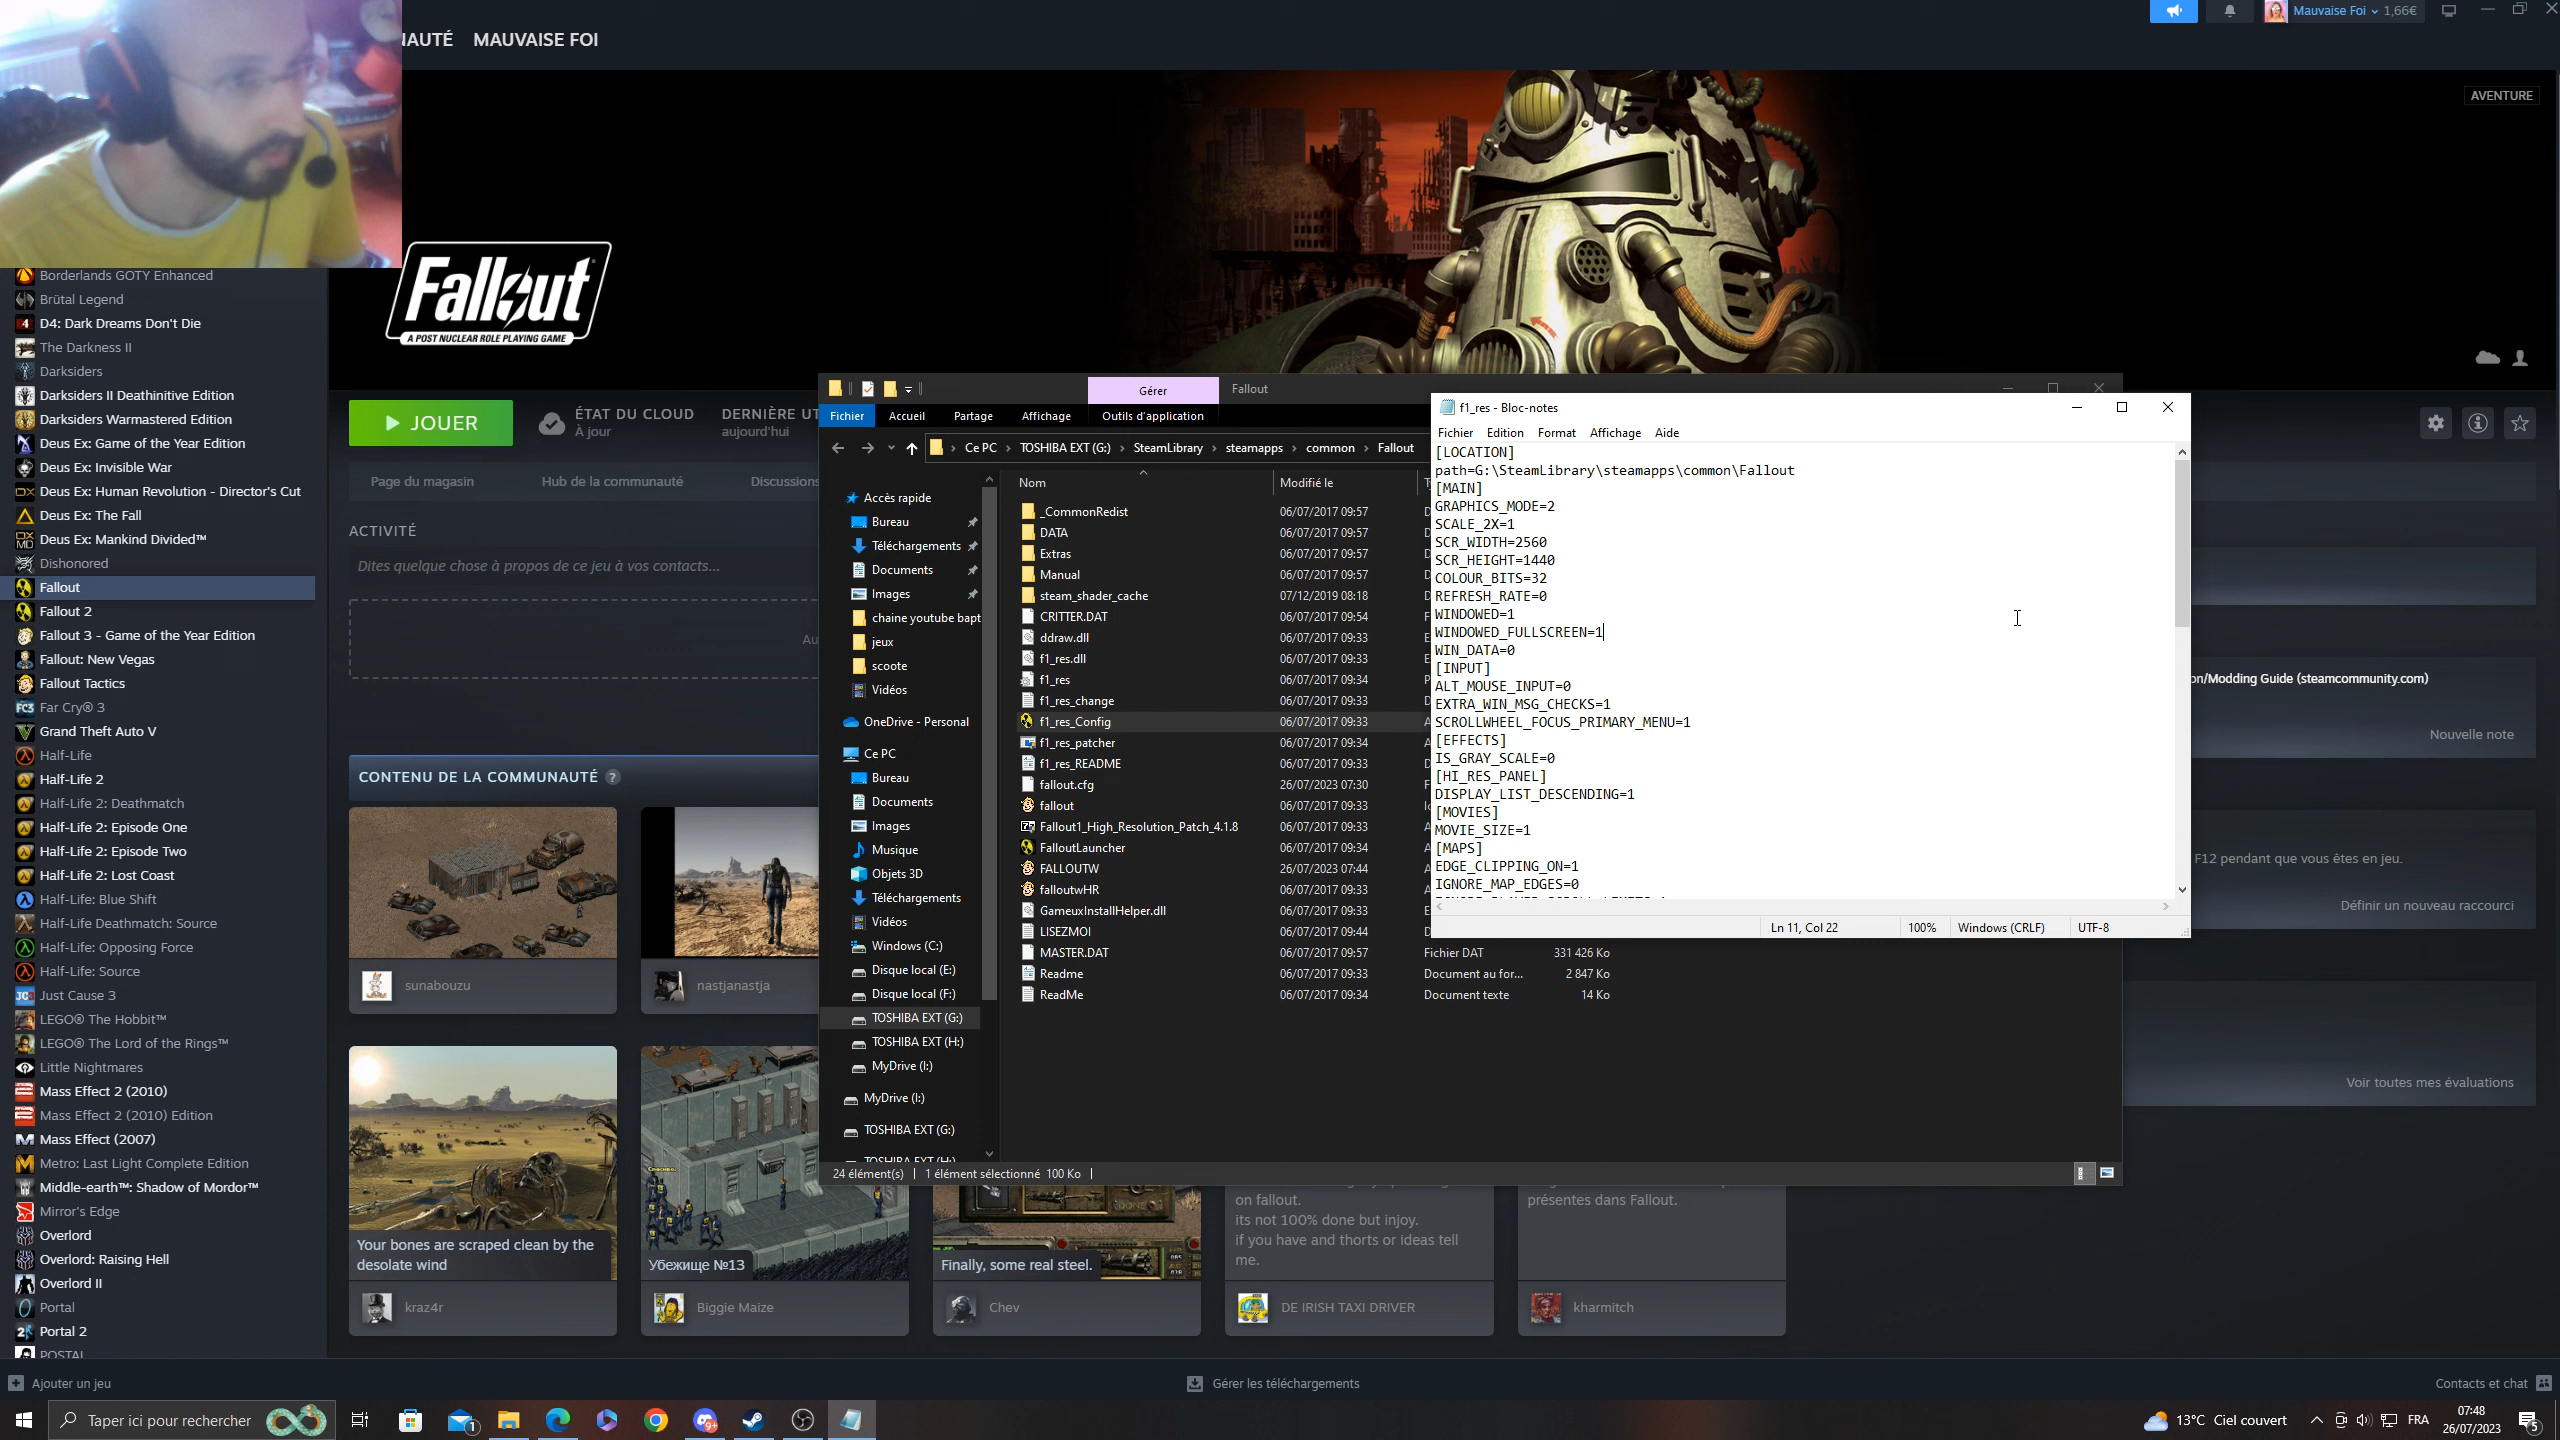 NAUTÉ MAUVAISE FOI
Mauvaise Foi 1,66€
AVENTURE
Fallout
A POST NUCLEAR ROLE PLAYING GAME
Borderlands GOTY Enhanced
Brütal Legend
D4: Dark Dreams Don't Die
The Darkness II
Darksiders
Darksiders II Deathinitive Edition
Darksiders Warmastered Edition
Deus Ex: Game of the Year Edition
Deus Ex: Invisible War
Deus Ex: Human Revolution - Director's Cut
Deus Ex: The Fall
Deus Ex: Mankind Divided™
Dishonored
Fallout
Fallout 2
Fallout 3 - Game of the Year Edition
Fallout: New Vegas
Fallout Tactics
Far Cry® 3
Grand Theft Auto V
Half-Life
Half-Life 2
Half-Life 2: Deathmatch
Half-Life 2: Episode One
Half-Life 2: Episode Two
Half-Life 2: Lost Coast
Half-Life: Blue Shift
Half-Life Deathmatch: Source
Half-Life: Opposing Force
Half-Life: Source
Just Cause 3
LEGO® The Hobbit™
LEGO® The Lord of the Rings™
Little Nightmares
Mass Effect 2 (2010)
Mass Effect 2 (2010) Edition
Mass Effect (2007)
Metro: Last Light Complete Edition
Middle-earth™: Shadow of Mordor™
Mirror's Edge
Overlord
Overlord: Raising Hell
Overlord II
Portal
Portal 2
POSTAL
JOUER
ÉTAT DU CLOUD
À jour
DERNIÈRE UT
aujourd'hui
Page du magasin
Hub de la communauté
Discussions
ACTIVITÉ
Dites quelque chose à propos de ce jeu à vos contacts...
Au
CONTENU DE LA COMMUNAUTÉ ?
sunabouzu
nastjanastja
Your bones are scraped clean by the
desolate wind
kraz4r
Убежище №13
Biggie Maize
Finally, some real steel.
Chev
on fallout.
its not 100% done but injoy.
if you have and thorts or ideas tell
me.
DE IRISH TAXI DRIVER
présentes dans Fallout.
kharmitch
Gérer
Fallout
Fichier Accueil Partage Affichage Outils d'application
Ce PC > TOSHIBA EXT (G:) > SteamLibrary > steamapps > common > Fallout
Accès rapide
Bureau
Téléchargements
Documents
Images
chaine youtube bapt
jeux
scoote
Vidéos
OneDrive - Personal
Ce PC
Bureau
Documents
Images
Musique
Objets 3D
Téléchargements
Vidéos
Windows (C:)
Disque local (E:)
Disque local (F:)
TOSHIBA EXT (G:)
TOSHIBA EXT (H:)
MyDrive (I:)
MyDrive (I:)
TOSHIBA EXT (G:)
TOSHIBA EXT (H:)
Nom Modifié le
_CommonRedist 06/07/2017 09:57
DATA 06/07/2017 09:57
Extras 06/07/2017 09:57
Manual 06/07/2017 09:57
steam_shader_cache 07/12/2019 08:18
CRITTER.DAT 06/07/2017 09:54
ddraw.dll 06/07/2017 09:33
f1_res.dll 06/07/2017 09:33
f1_res 06/07/2017 09:34
f1_res_change 06/07/2017 09:33
f1_res_Config 06/07/2017 09:33
f1_res_patcher 06/07/2017 09:34
f1_res_README 06/07/2017 09:33
fallout.cfg 26/07/2023 07:30
fallout 06/07/2017 09:33
Fallout1_High_Resolution_Patch_4.1.8 06/07/2017 09:33
FalloutLauncher 06/07/2017 09:34
FALLOUTW 26/07/2023 07:44
falloutwHR 06/07/2017 09:33
GameuxInstallHelper.dll 06/07/2017 09:33
LISEZMOI 06/07/2017 09:44
MASTER.DAT 06/07/2017 09:57 Fichier DAT 331 426 Ko
Readme 06/07/2017 09:33 Document au for... 2 847 Ko
ReadMe 06/07/2017 09:34 Document texte 14 Ko
24 élément(s) 1 élément sélectionné 100 Ko
f1_res - Bloc-notes
Fichier Edition Format Affichage Aide
[LOCATION]
path=G:\SteamLibrary\steamapps\common\Fallout
[MAIN]
GRAPHICS_MODE=2
SCALE_2X=1
SCR_WIDTH=2560
SCR_HEIGHT=1440
COLOUR_BITS=32
REFRESH_RATE=0
WINDOWED=1
WINDOWED_FULLSCREEN=1
WIN_DATA=0
[INPUT]
ALT_MOUSE_INPUT=0
EXTRA_WIN_MSG_CHECKS=1
SCROLLWHEEL_FOCUS_PRIMARY_MENU=1
[EFFECTS]
IS_GRAY_SCALE=0
[HI_RES_PANEL]
DISPLAY_LIST_DESCENDING=1
[MOVIES]
MOVIE_SIZE=1
[MAPS]
EDGE_CLIPPING_ON=1
IGNORE_MAP_EDGES=0
Ln 11, Col 22 100% Windows (CRLF) UTF-8
on/Modding Guide (steamcommunity.com)
Nouvelle note
F12 pendant que vous êtes en jeu.
Définir un nouveau raccourci
Voir toutes mes évaluations
Ajouter un jeu
Gérer les téléchargements
Contacts et chat
Taper ici pour rechercher
1
9+
13°C Ciel couvert
FRA
07:48
26/07/2023
5